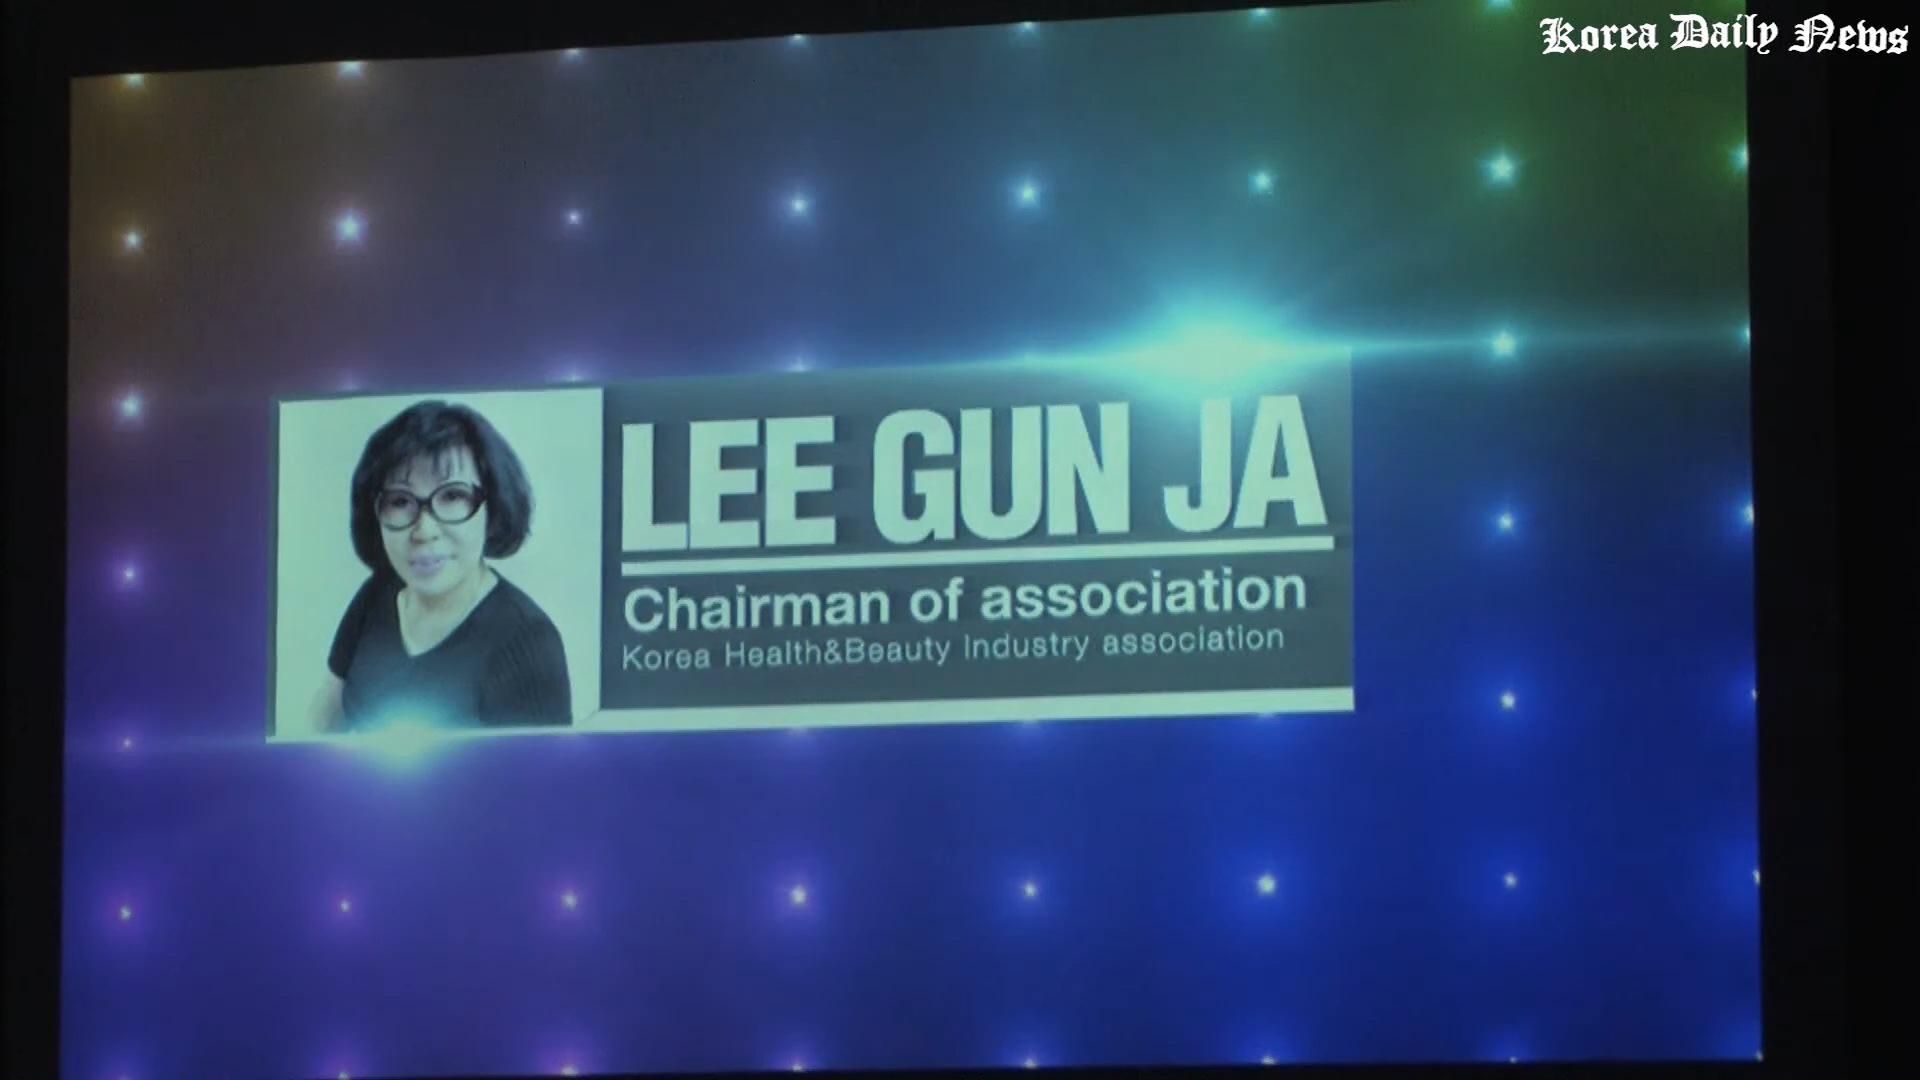 Korea Daily News
LEE GUN JA
Chairman of association
Korea Health&Beauty Industry association